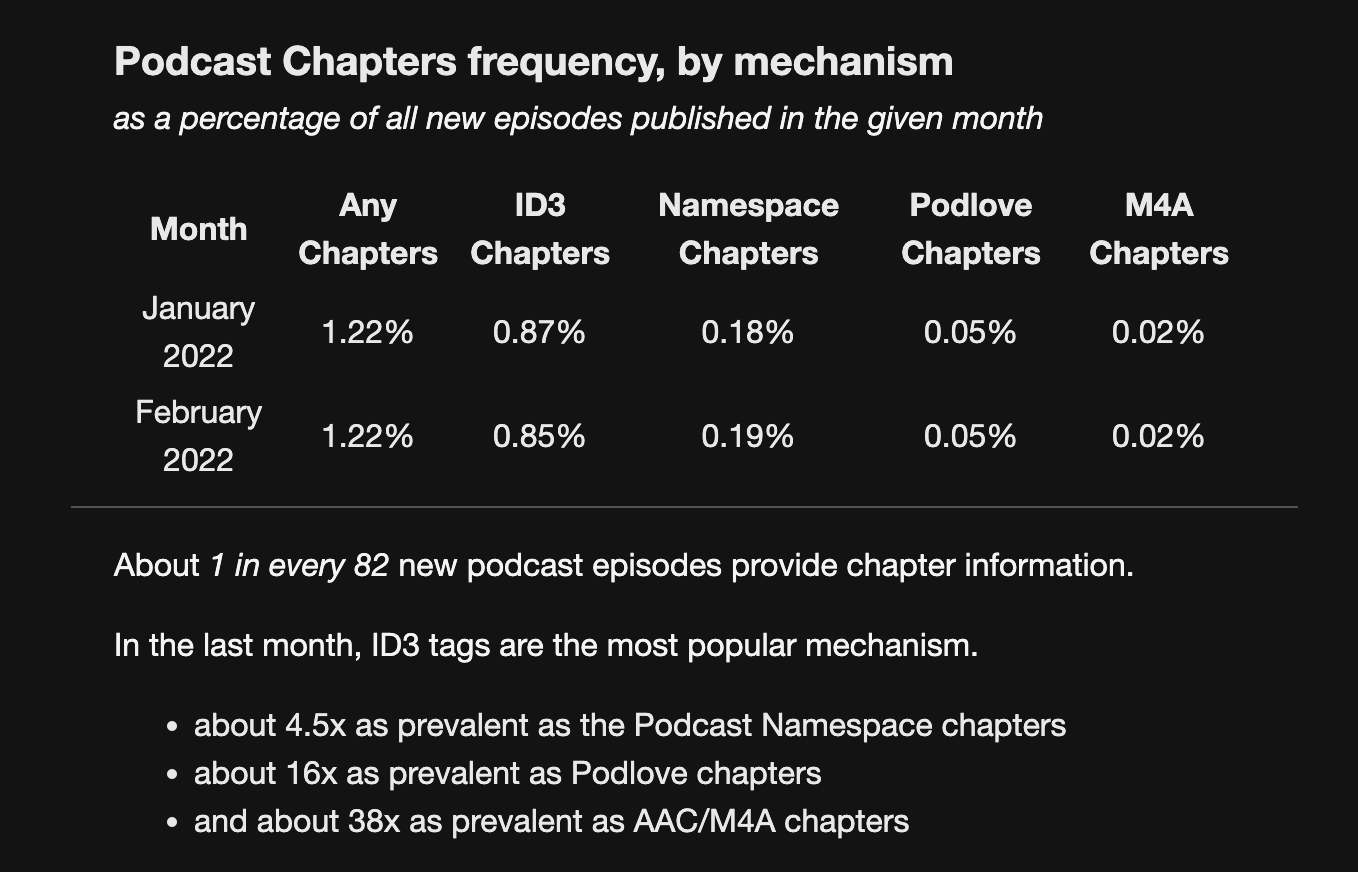 Podcast Chapters frequency, by mechanism
as a percentage of all new episodes published in the given month
Month Any Chapters ID3 Chapters Namespace Chapters Podlove Chapters M4A Chapters
January 2022 1.22% 0.87% 0.18% 0.05% 0.02%
February 2022 1.22% 0.85% 0.19% 0.05% 0.02%
About 1 in every 82 new podcast episodes provide chapter information.
In the last month, ID3 tags are the most popular mechanism.
• about 4.5x as prevalent as the Podcast Namespace chapters
• about 16x as prevalent as Podlove chapters
• and about 38x as prevalent as AAC/M4A chapters